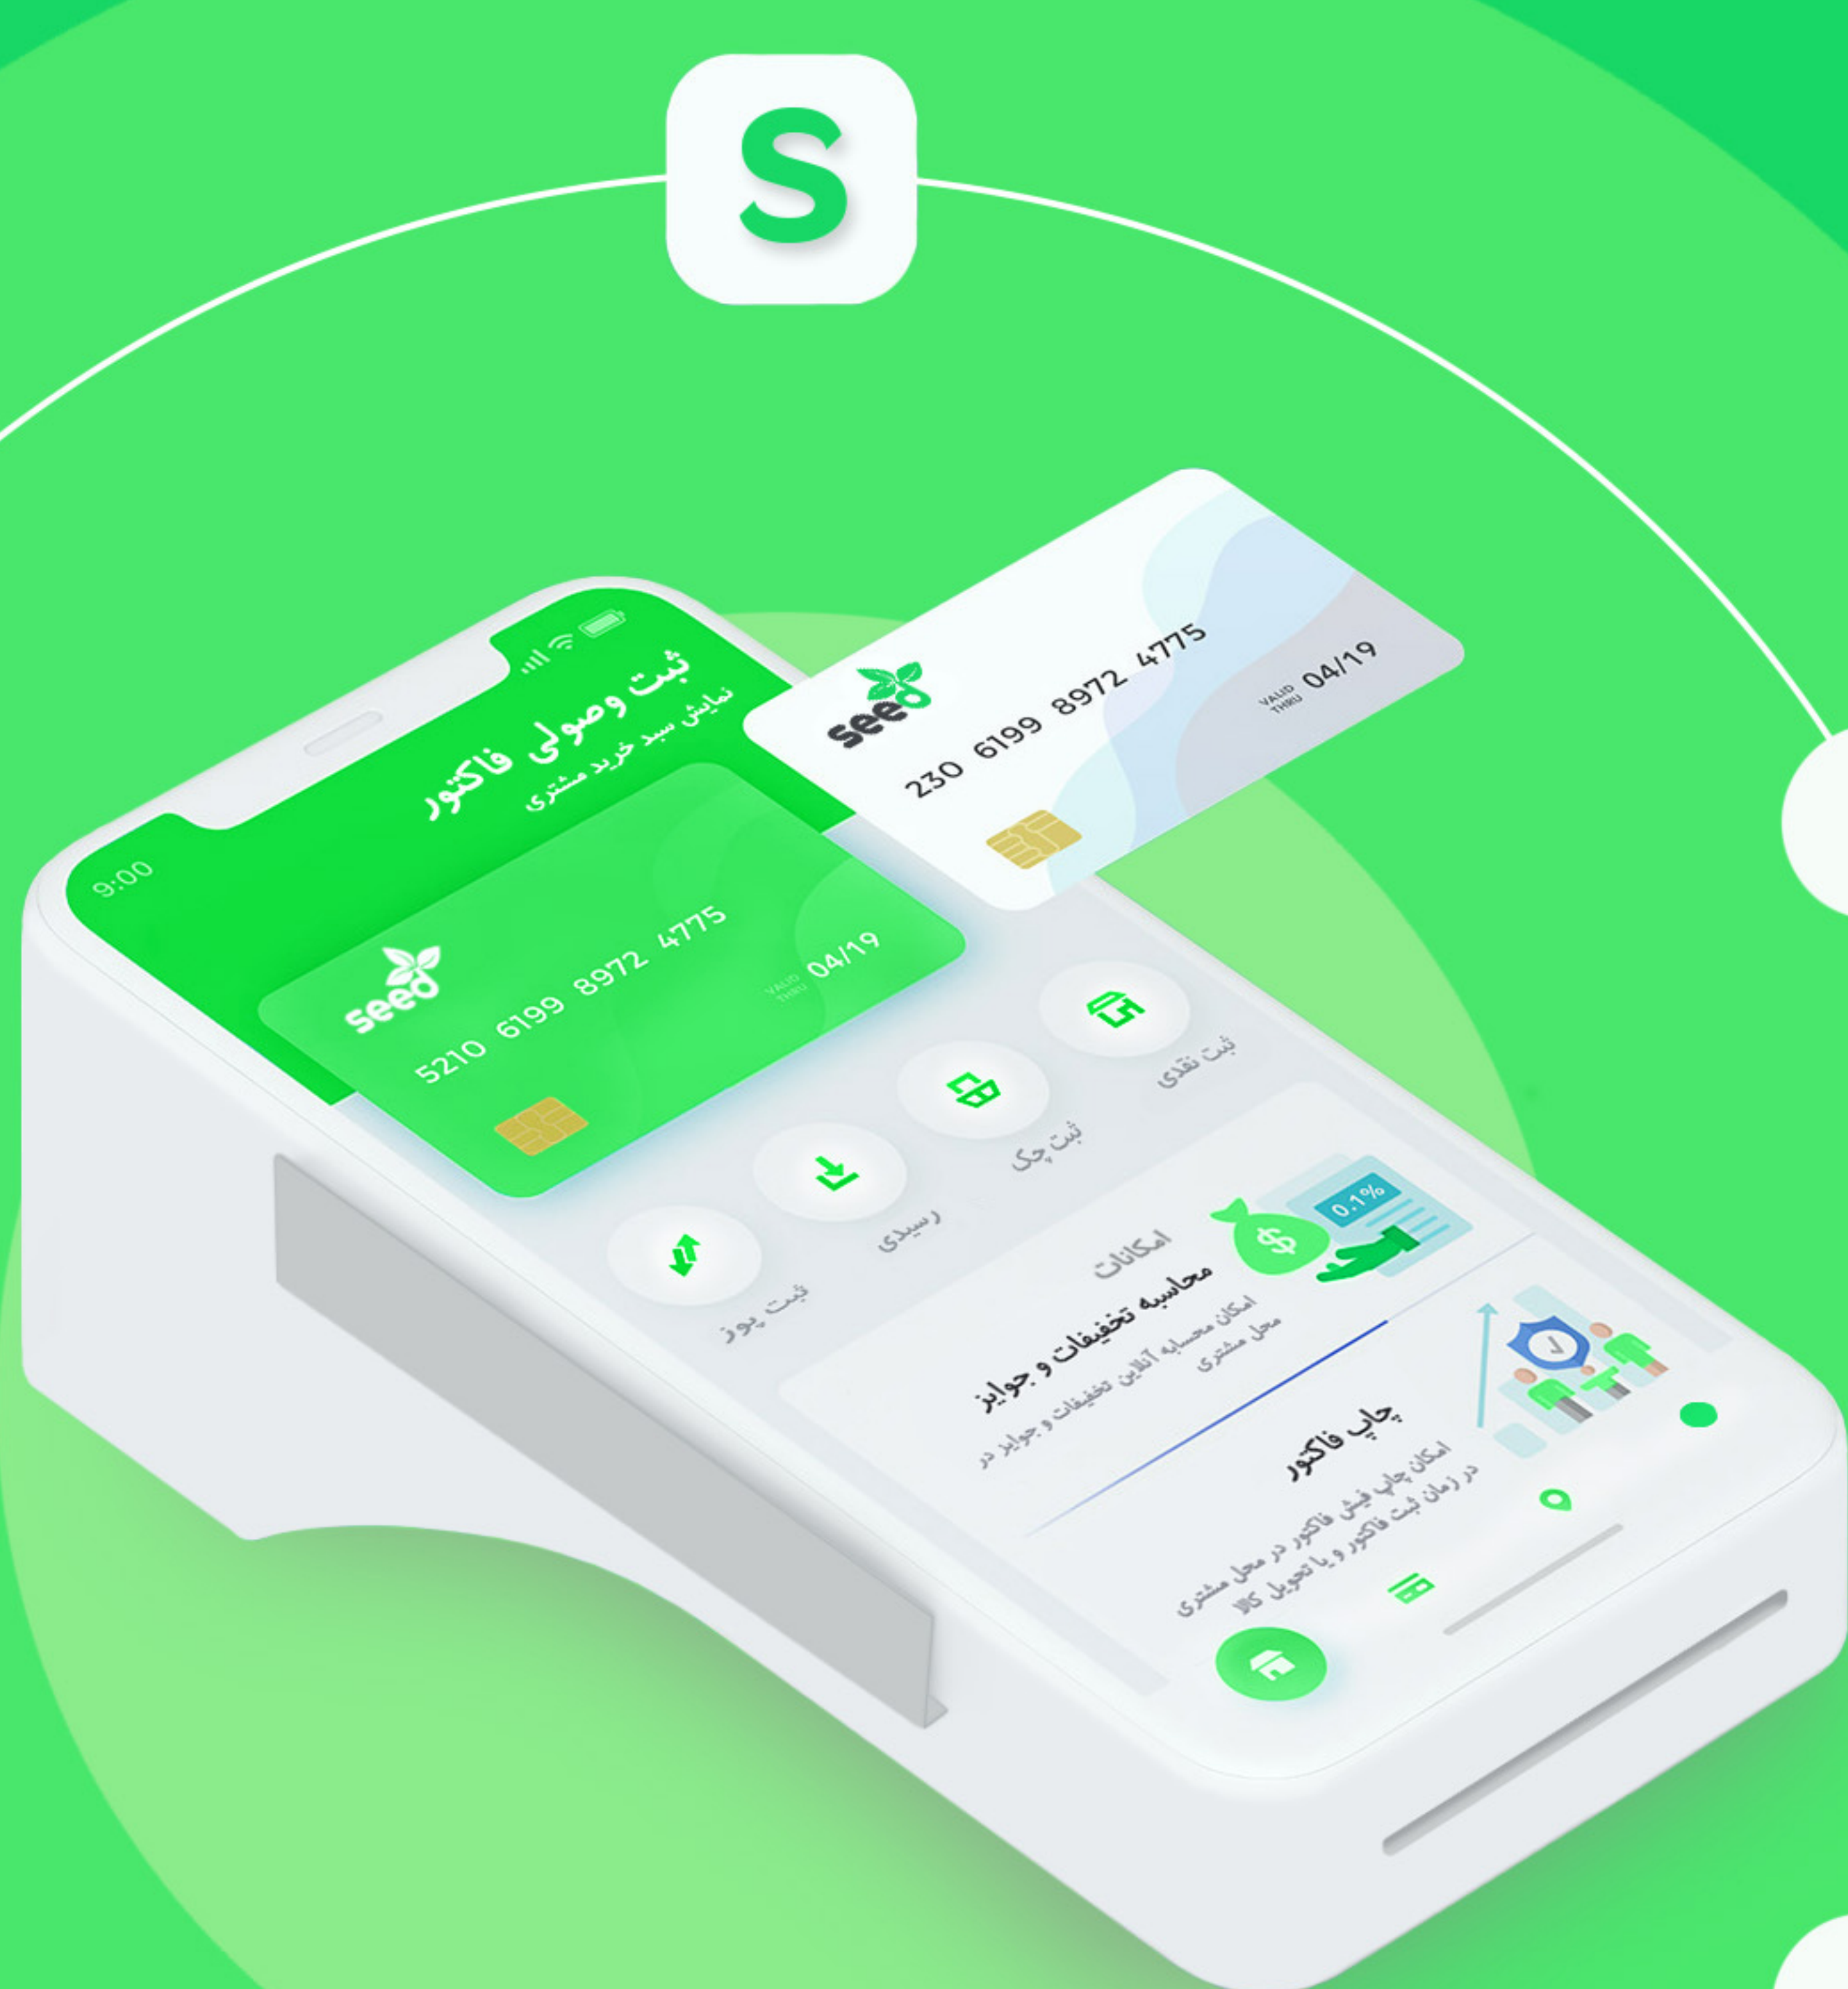 S
9:00
ثبت وصولی فاکتور
نمایش سبد خرید مشتری
seed
230 6199 8972 4775
VALID THRU 04/19
seed
5210 6199 8972 4775
VALID THRU 04/19
ثبت نقدی
ثبت چک
رسیدی
ثبت پوز
امکانات
0.1%
$
محاسبه تخفیفات و جوایز
امکان محسابه آنلاین تخفیفات و جوایز در
محل مشتری
چاپ فاکتور
امکان چاپ فیش فاکتور در محل مشتری
در زمان ثبت فاکتور و یا تحویل کالا